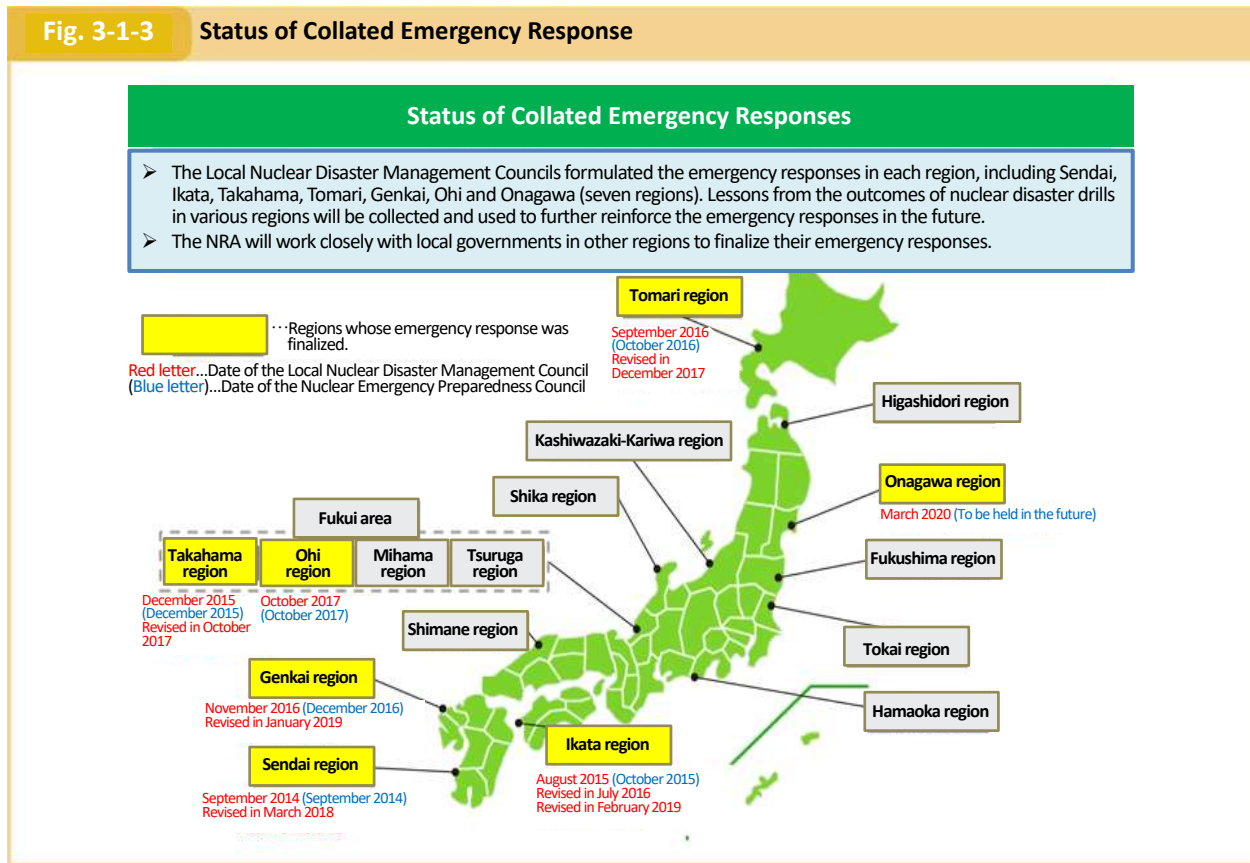 Fig. 3-1-3 Status of Collated Emergency Response
Status of Collated Emergency Responses
➢ The Local Nuclear Disaster Management Councils formulated the emergency responses in each region, including Sendai,
Ikata, Takahama, Tomari, Genkai, Ohi and Onagawa (seven regions). Lessons from the outcomes of nuclear disaster drills
in various regions will be collected and used to further reinforce the emergency responses in the future.
➢ The NRA will work closely with local governments in other regions to finalize their emergency responses.
···Regions whose emergency response was
finalized.
Red letter...Date of the Local Nuclear Disaster Management Council
(Blue letter)...Date of the Nuclear Emergency Preparedness Council
Tomari region
September 2016
(October 2016)
Revised in
December 2017
Higashidori region
Kashiwazaki-Kariwa region
Onagawa region
March 2020 (To be held in the future)
Shika region
Fukui area
Takahama
region
Ohi
region
Mihama
region
Tsuruga
region
December 2015
(December 2015)
Revised in October
2017
October 2017
(October 2017)
Fukushima region
Shimane region
Tokai region
Genkai region
November 2016 (December 2016)
Revised in January 2019
Hamaoka region
Ikata region
August 2015 (October 2015)
Revised in July 2016
Revised in February 2019
Sendai region
September 2014 (September 2014)
Revised in March 2018